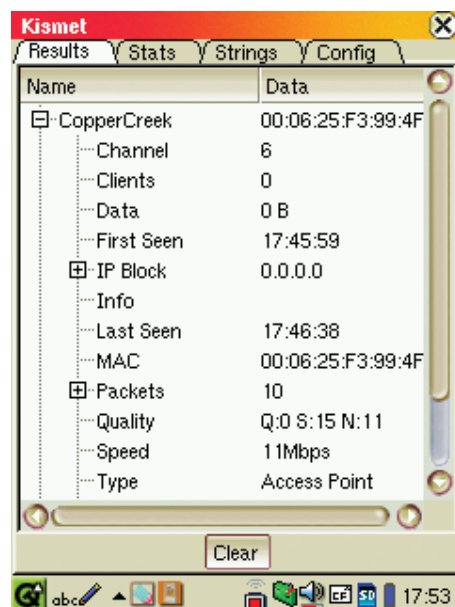 Kismet
Results Stats Strings Config
Name Data
CopperCreek 00:06:25:F3:99:4F
Channel 6
Clients 0
Data 0 B
First Seen 17:45:59
IP Block 0.0.0.0
Info
Last Seen 17:46:38
MAC 00:06:25:F3:99:4F
Packets 10
Quality Q:0 S:15 N:11
Speed 11Mbps
Type Access Point
Clear
abc CF SD 17:53